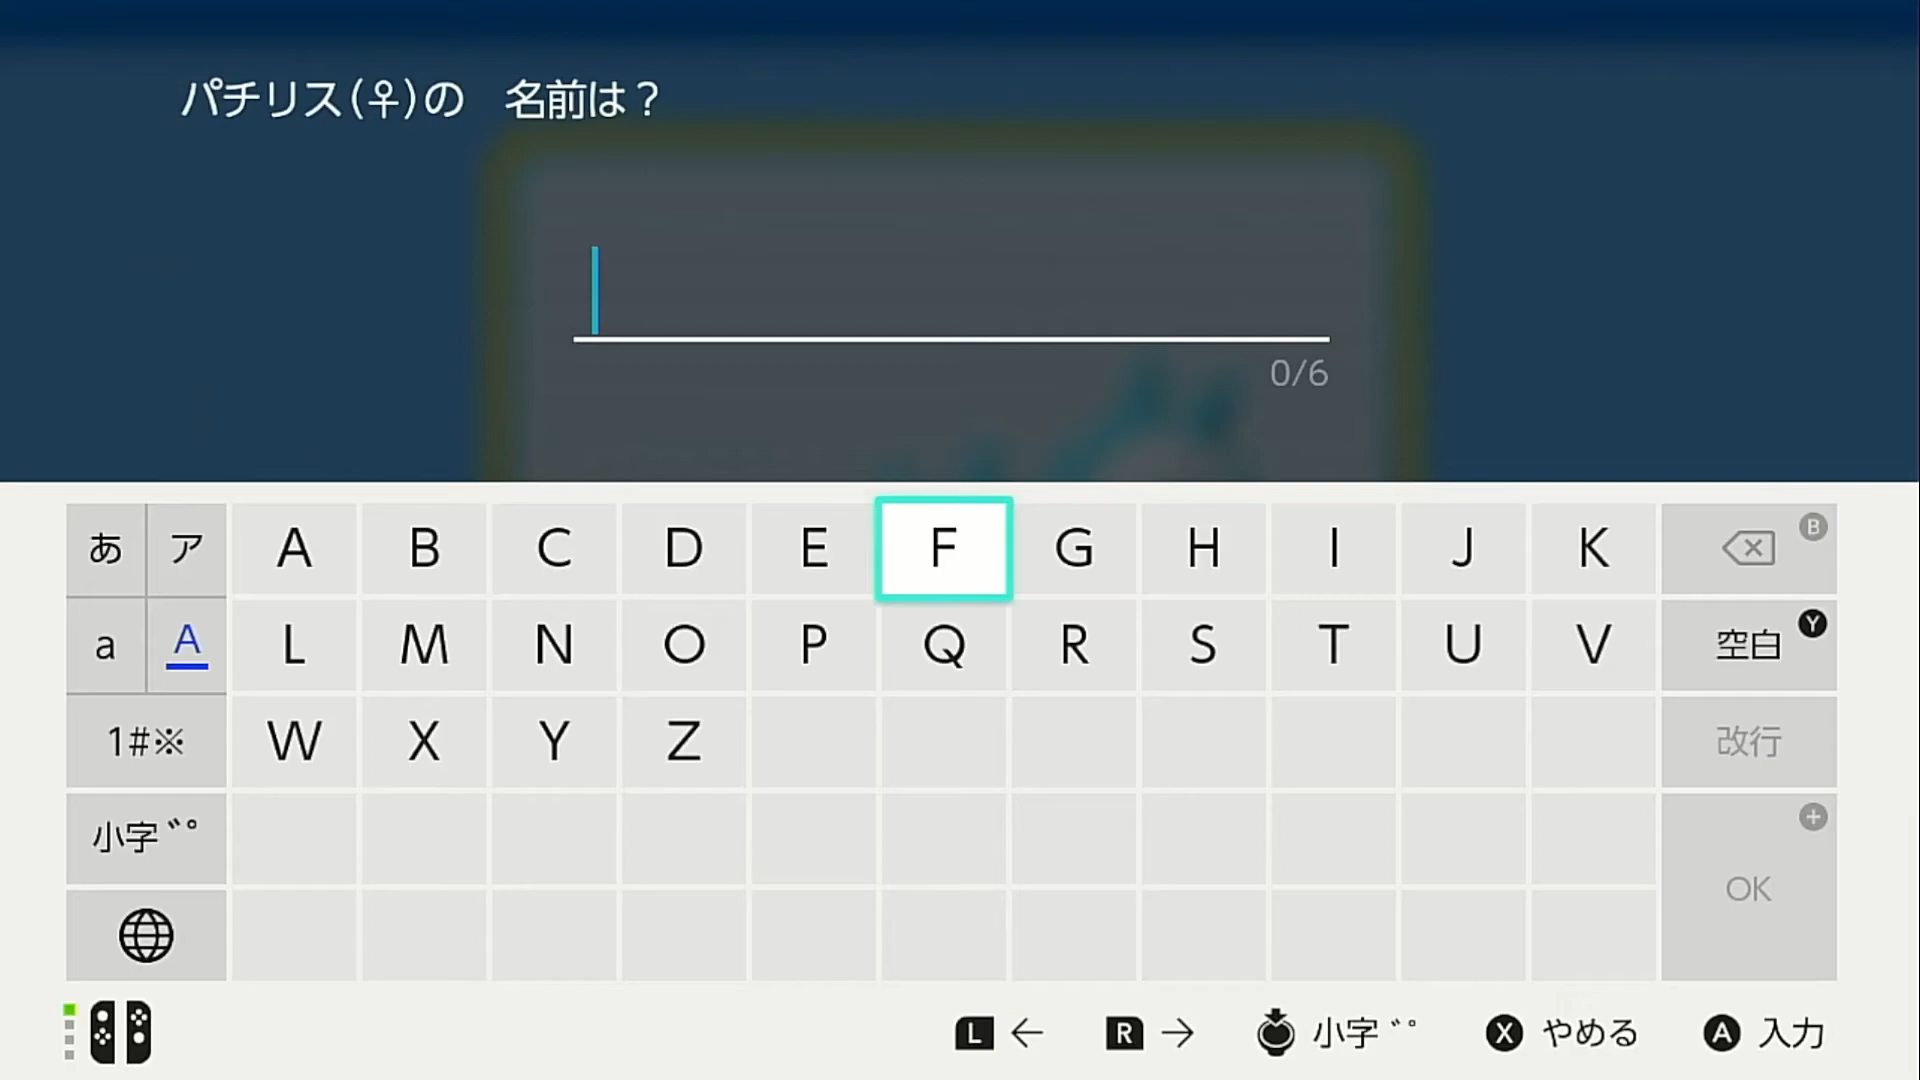 パチリス(♀)の　名前は？
0/6
あ ア A B C D E F G H I J K B
a A L M N O P Q R S T U V 空白 Y
1#※ W X Y Z 改行
小字゛゜ +
OK
L ← R → 小字゛゜ X やめる A 入力